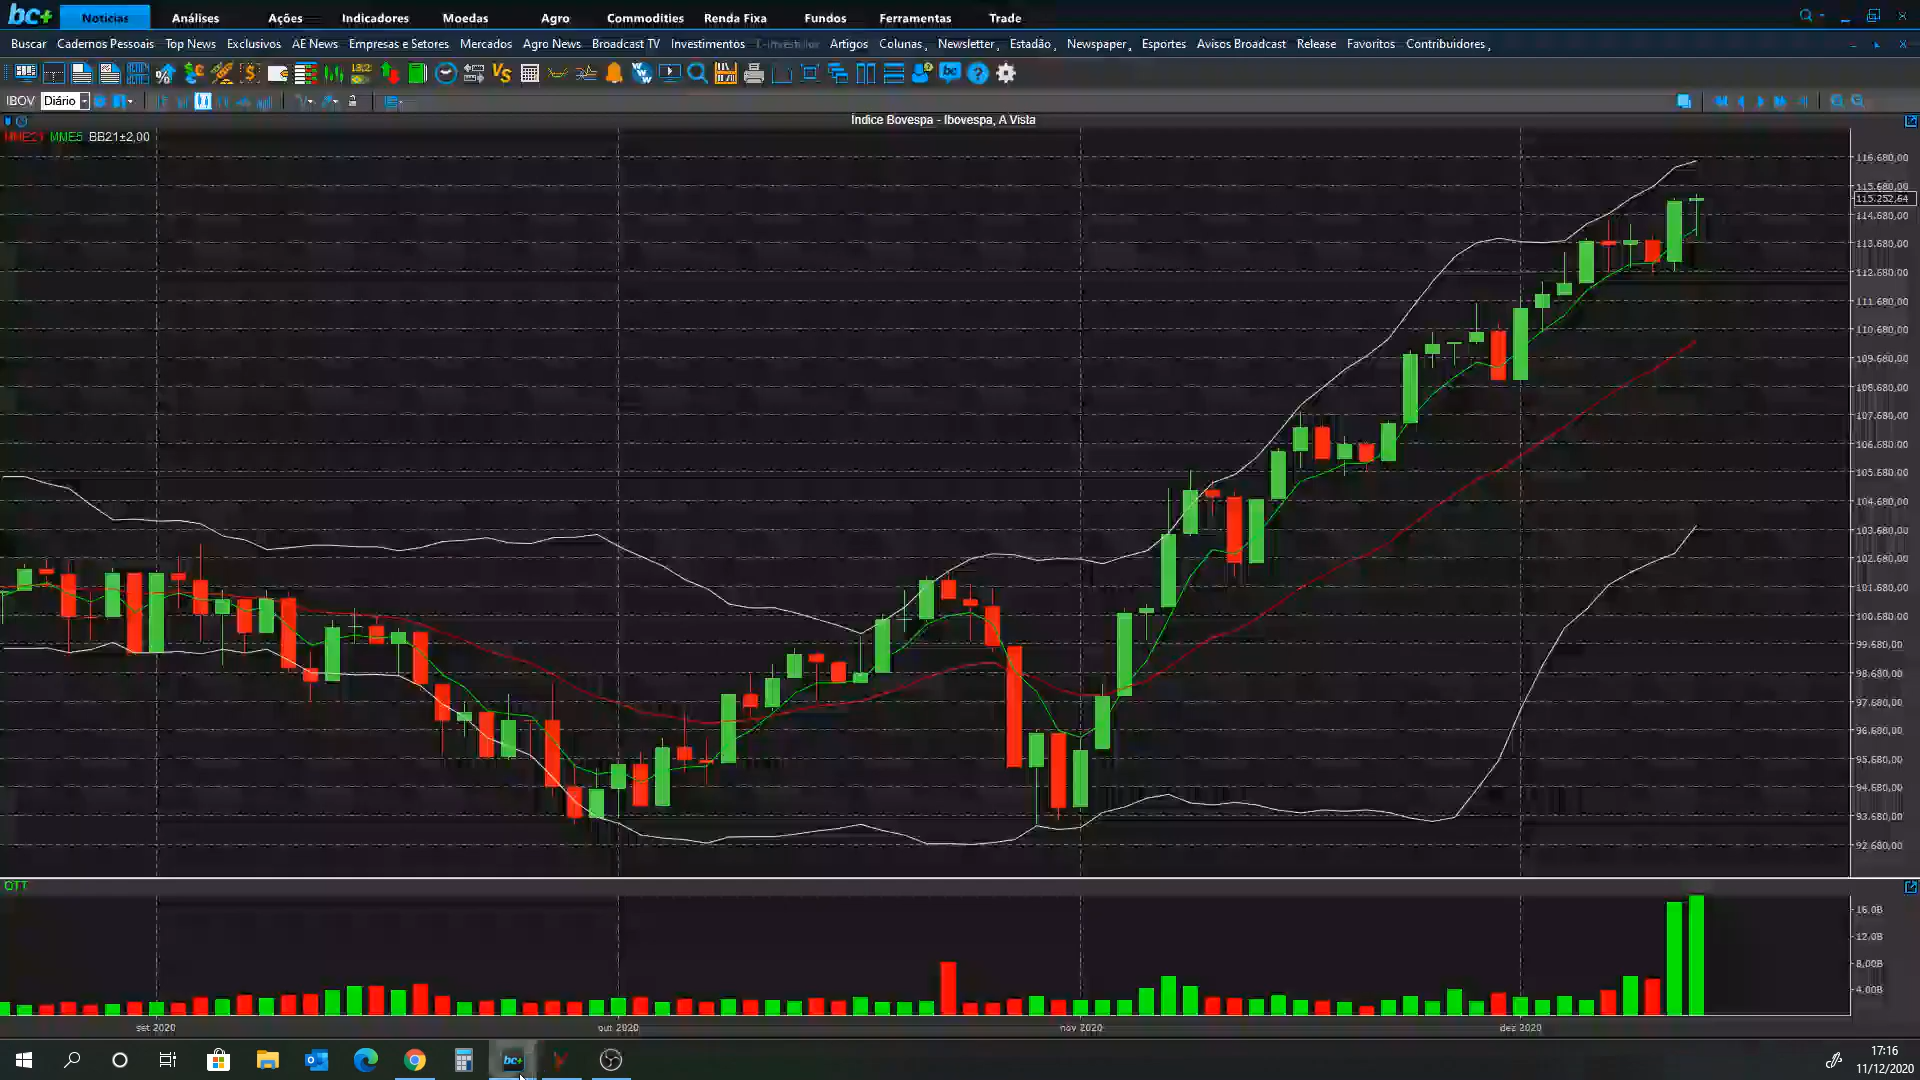 bc+ Notícias Análises Ações Indicadores Moedas Agro Commodities Renda Fixa Fundos Ferramentas Trade
Buscar Cadernos Pessoais Top News Exclusivos AE News Empresas e Setores Mercados Agro News Broadcast TV Investimentos Artigos Colunas Newsletter Estadão Newspaper Esportes Avisos Broadcast Release Favoritos Contribuidores
IBOV Diário
Índice Bovespa - Ibovespa, A Vista
MME21 MME5 BB21±2,00
116.680,00
115.680,00
115.252,64
114.680,00
113.680,00
112.680,00
111.680,00
110.680,00
109.680,00
108.680,00
107.680,00
106.680,00
105.680,00
104.680,00
103.680,00
102.680,00
101.680,00
100.680,00
99.680,00
98.680,00
97.680,00
96.680,00
95.680,00
94.680,00
93.680,00
92.680,00
QTT
16.0B
12.0B
8.00B
4.00B
set 2020 out 2020 nov 2020 dez 2020
bc+
17:16
11/12/2020